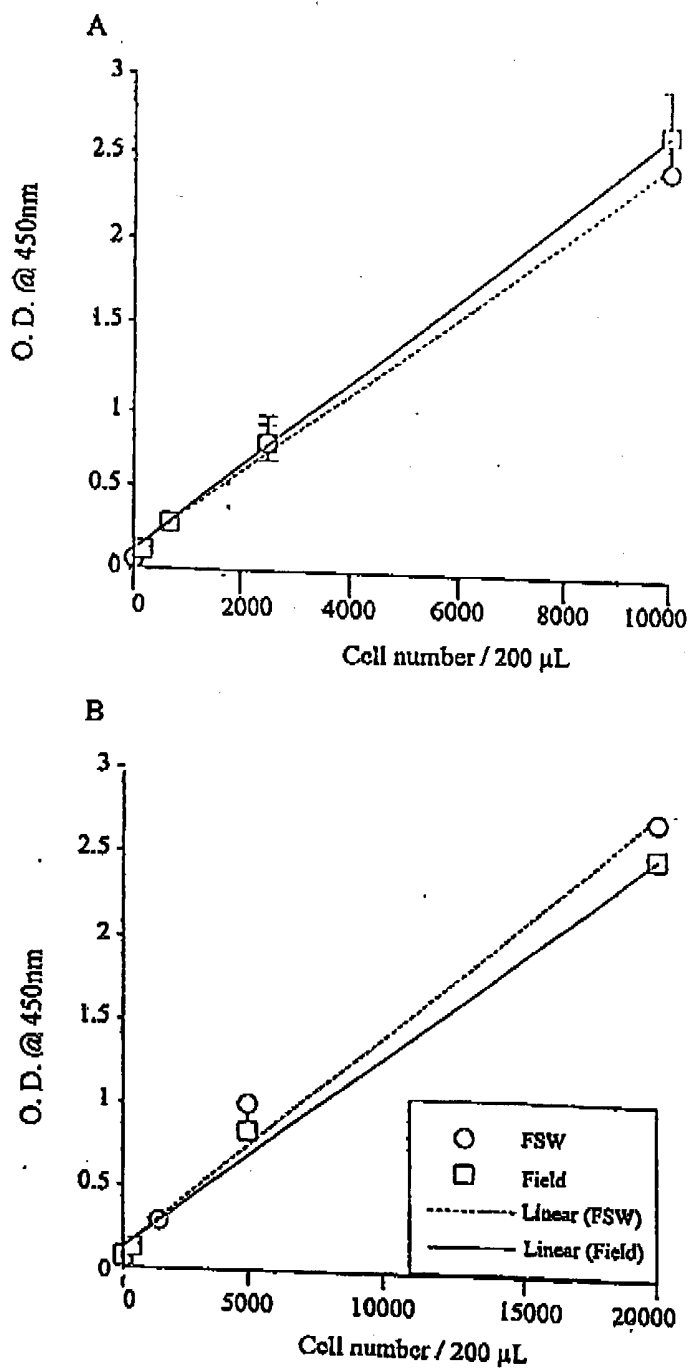 A
3
2.5
2
1.5
1
0.5
0
O. D. @ 450nm
0 2000 4000 6000 8000 10000
Cell number / 200 µL
B
3
2.5
2
1.5
1
0.5
0
O. D. @ 450nm
FSW
Field
Linear (FSW)
Linear (Field)
0 5000 10000 15000 20000
Cell number / 200 µL